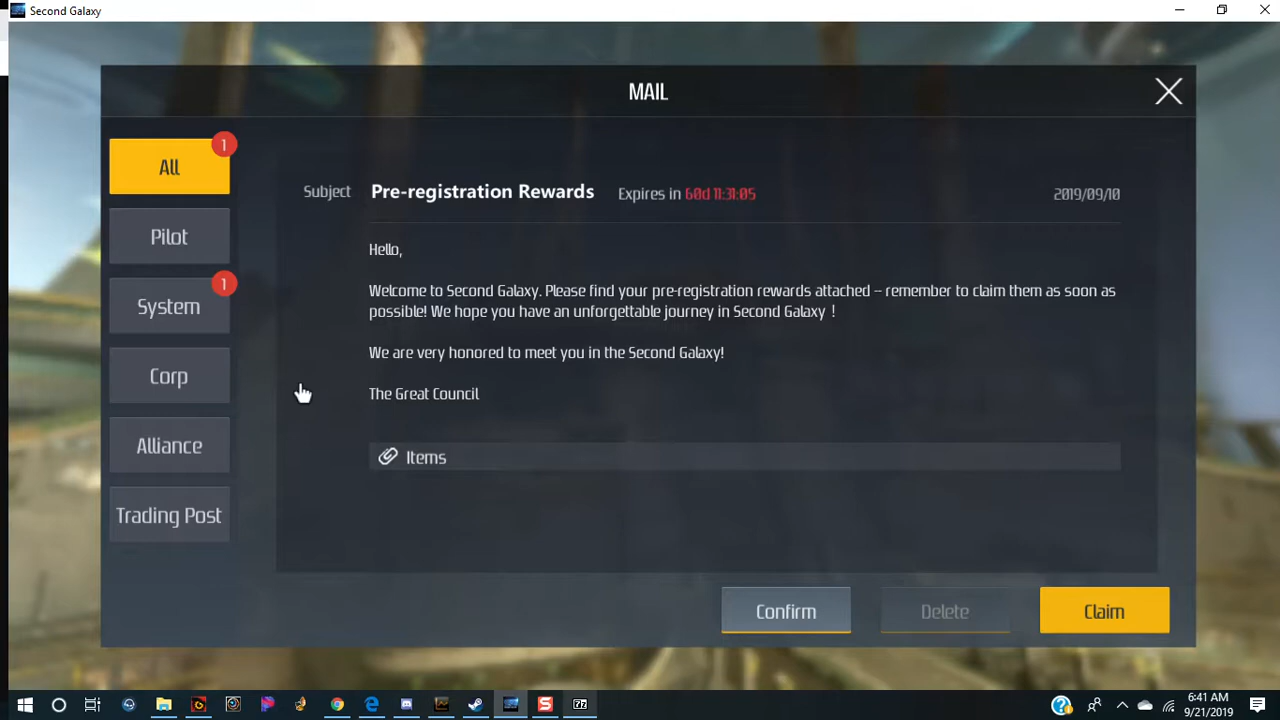 Second Galaxy
MAIL
All
1
Pilot
System
1
Corp
Alliance
Trading Post
Subject Pre-registration Rewards Expires in 60d 11:31:05 2019/09/10
Hello,
Welcome to Second Galaxy. Please find your pre-registration rewards attached – remember to claim them as soon as
possible! We hope you have an unforgettable journey in Second Galaxy !
We are very honored to meet you in the Second Galaxy!
The Great Council
Items
Confirm Delete Claim
6:41 AM
9/21/2019